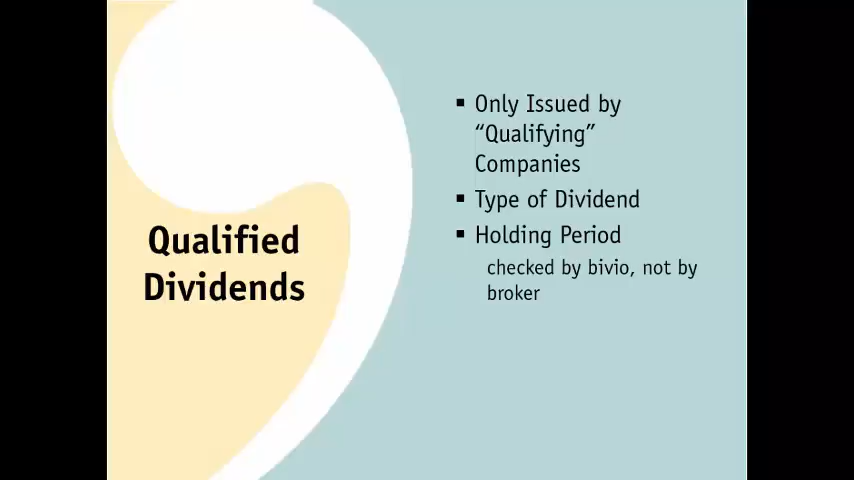 Qualified
Dividends
▪ Only Issued by
“Qualifying”
Companies
▪ Type of Dividend
▪ Holding Period
checked by bivio, not by
broker